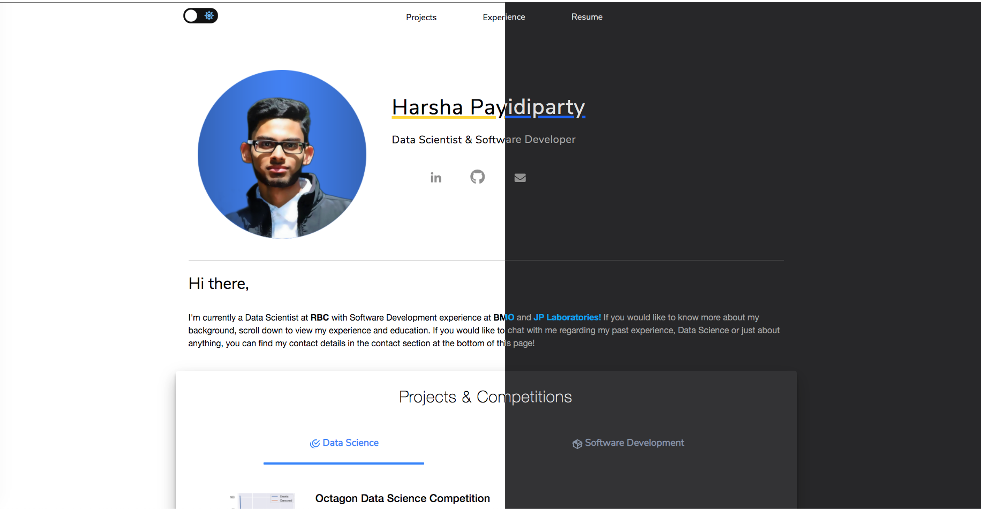 Projects Experience Resume
Harsha Payidiparty
Data Scientist & Software Developer
in
Hi there,
I'm currently a Data Scientist at RBC with Software Development experience at BMO and JP Laboratories! If you would like to know more about my
background, scroll down to view my experience and education. If you would like to chat with me regarding my past experience, Data Science or just about
anything, you can find my contact details in the contact section at the bottom of this page!
Projects & Competitions
Data Science Software Development
Octagon Data Science Competition